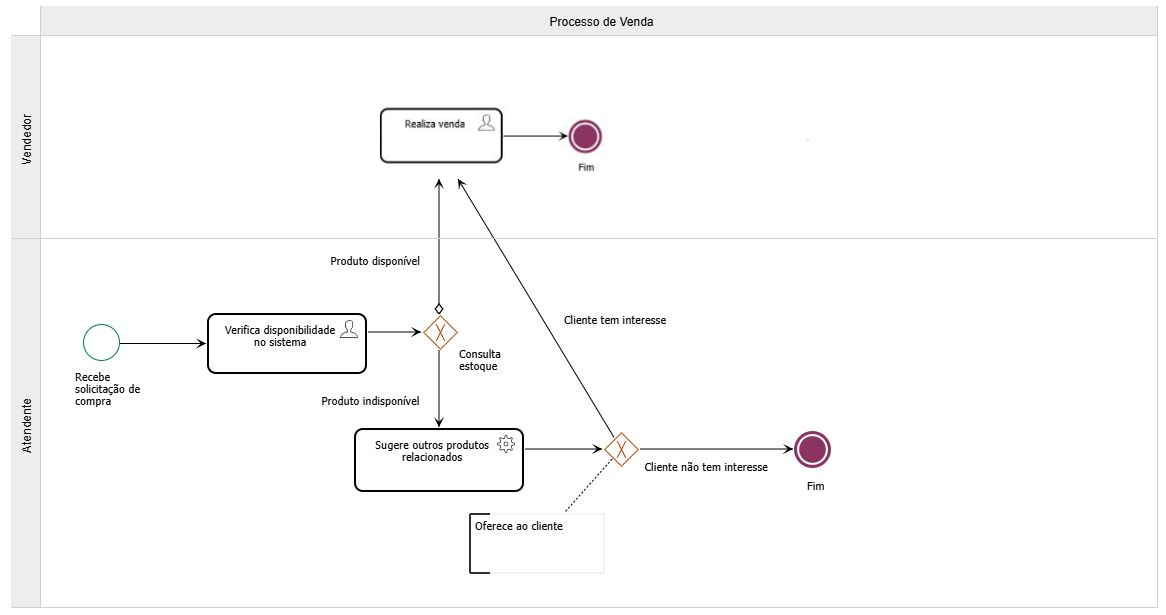 Processo de Venda
Vendedor
Realiza venda
Fim
Produto disponível
Cliente tem interesse
Atendente
Verifica disponibilidade
no sistema
Consulta
estoque
Recebe
solicitação de
compra
Produto indisponível
Sugere outros produtos
relacionados
Cliente não tem interesse
Fim
Oferece ao cliente